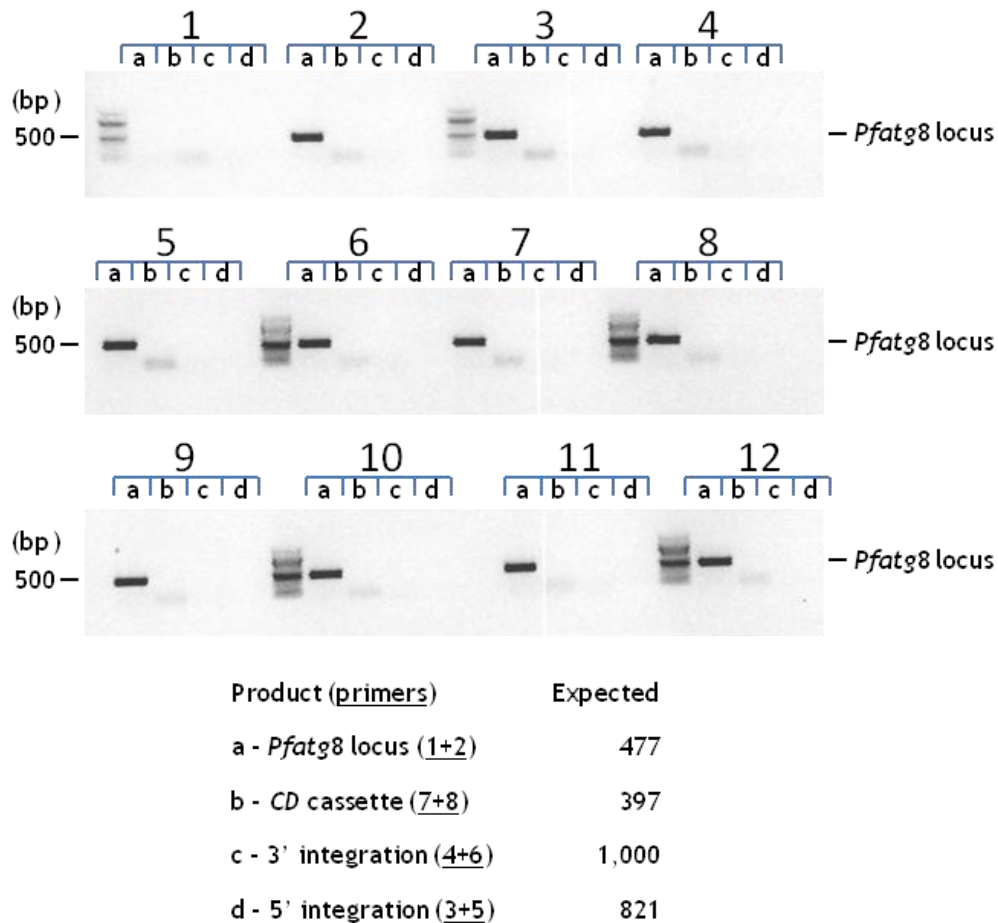 1 2 3 4
a b c d a b c d a b c d a b c d
(bp)
500 Pfatg8 locus
5 6 7 8
a b c d a b c d a b c d a b c d
(bp)
500 Pfatg8 locus
9 10 11 12
a b c d a b c d a b c d a b c d
(bp)
500 Pfatg8 locus
Product (primers) Expected
a - Pfatg8 locus (1+2) 477
b - CD cassette (7+8) 397
c - 3’ integration (4+6) 1,000
d - 5’ integration (3+5) 821